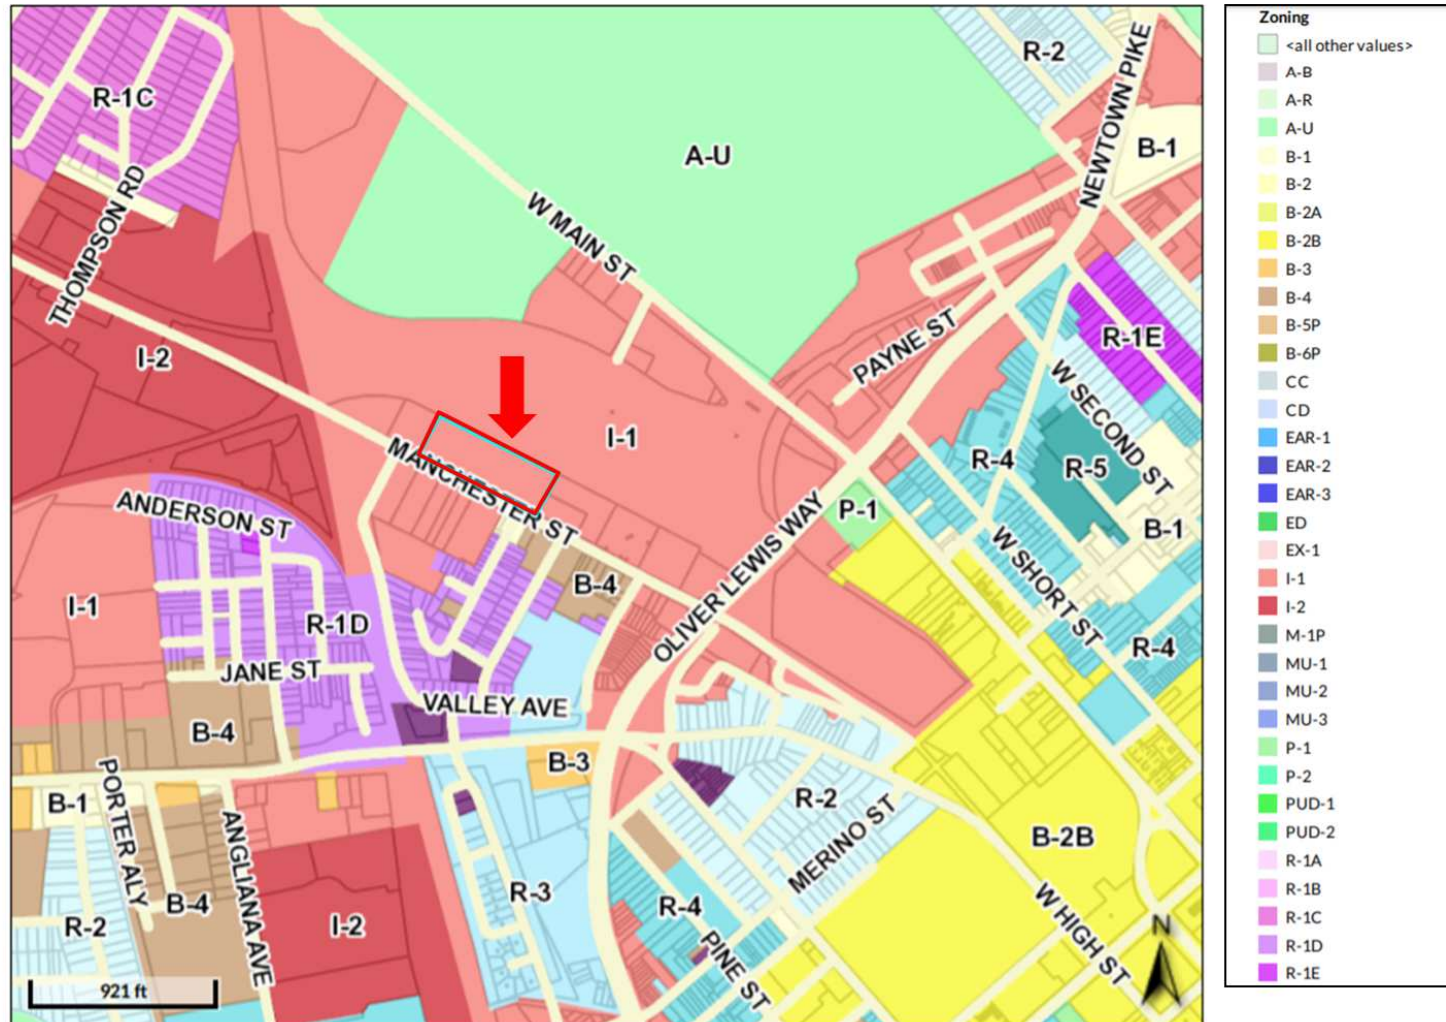 R-1C
THOMPSON RD
I-2
A-U
W MAIN ST
R-2
NEWTOWN PIKE
B-1
PAYNE ST
R-1E
W SECOND ST
I-1
MANCHESTER ST
R-4
R-5
P-1
B-1
W SHORT ST
R-4
ANDERSON ST
I-1
R-1D
B-4
OLIVER LEWIS WAY
JANE ST
VALLEY AVE
B-4
B-3
B-1
PORTER ALY
ANGLIANA AVE
R-2
B-4
I-2
R-3
R-2
MERINO ST
R-4
PINE ST
B-2B
W HIGH ST
N
921 ft
Zoning
<all other values>
A-B
A-R
A-U
B-1
B-2
B-2A
B-2B
B-3
B-4
B-5P
B-6P
CC
CD
EAR-1
EAR-2
EAR-3
ED
EX-1
I-1
I-2
M-1P
MU-1
MU-2
MU-3
P-1
P-2
PUD-1
PUD-2
R-1A
R-1B
R-1C
R-1D
R-1E